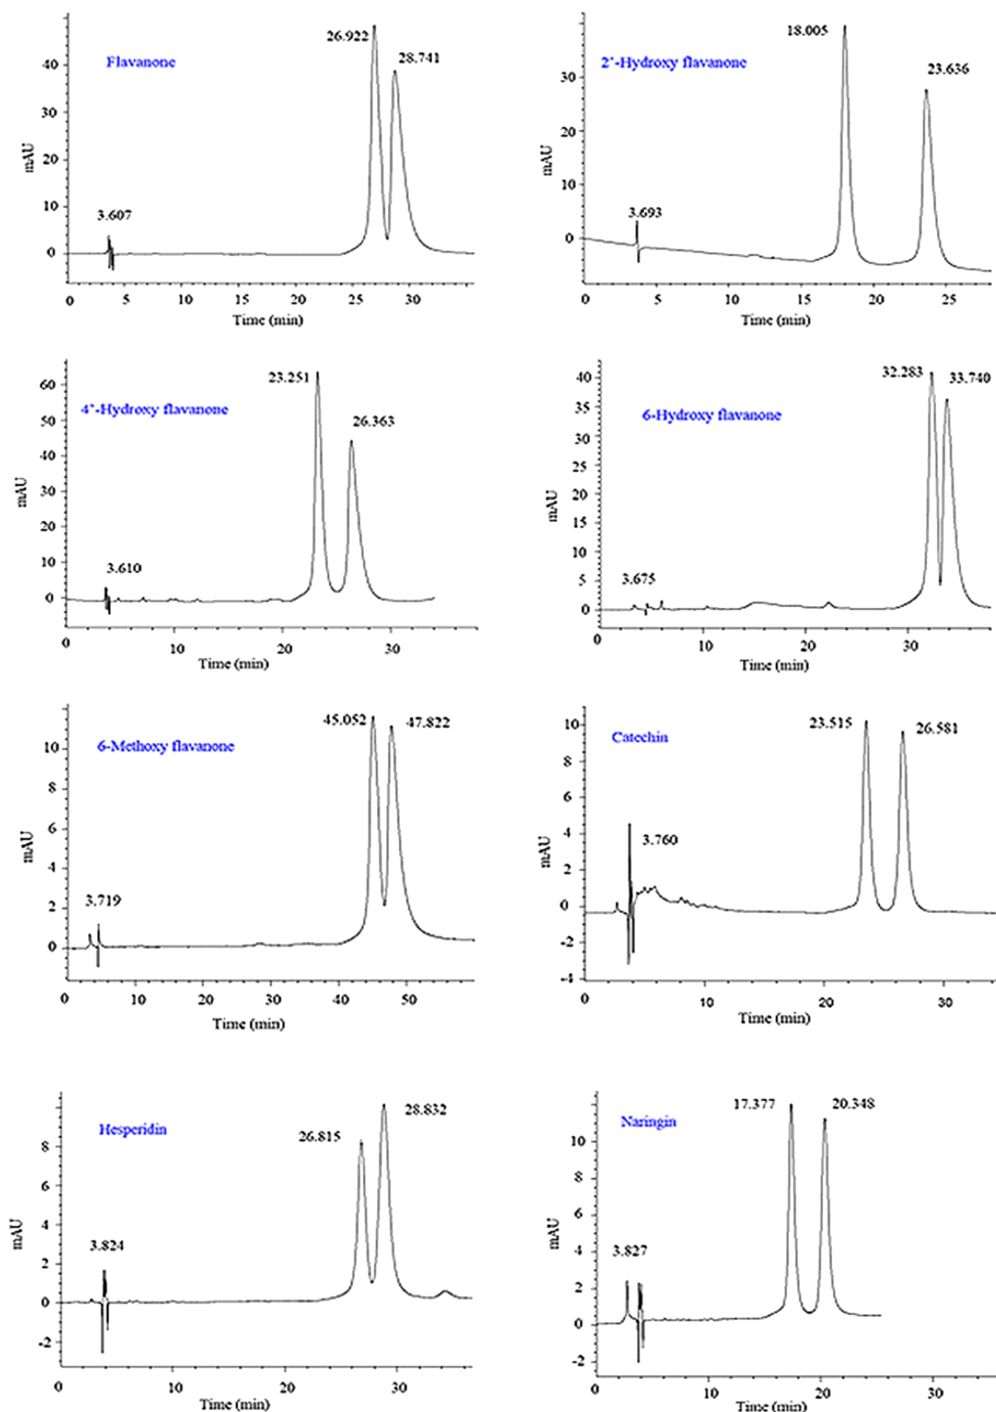 26.922
28.741
Flavanone
40
30
20
10
0
3.607
mAU
0 5 10 15 20 25 30
Time (min)
18.005
23.636
2'-Hydroxy flavanone
30
20
10
0
3.693
mAU
0 5 10 15 20 25
Time (min)
23.251
26.363
4'-Hydroxy flavanone
60
50
40
30
20
10
0
3.610
mAU
0 10 20 30
Time (min)
32.283
33.740
6-Hydroxy flavanone
40
35
30
25
20
15
10
5
0
3.675
mAU
0 10 20 30
Time (min)
45.052
47.822
6-Methoxy flavanone
10
8
6
4
2
0
3.719
mAU
0 10 20 30 40 50
Time (min)
23.515
26.581
Catechin
10
8
6
4
2
0
-2
-4
3.760
mAU
0 10 20 30
Time (min)
28.832
26.815
Hesperidin
8
6
4
2
0
-2
3.824
mAU
0 10 20 30
Time (min)
17.377
20.348
Naringin
10
8
6
4
2
0
-2
3.827
mAU
0 10 20 30
Time (min)